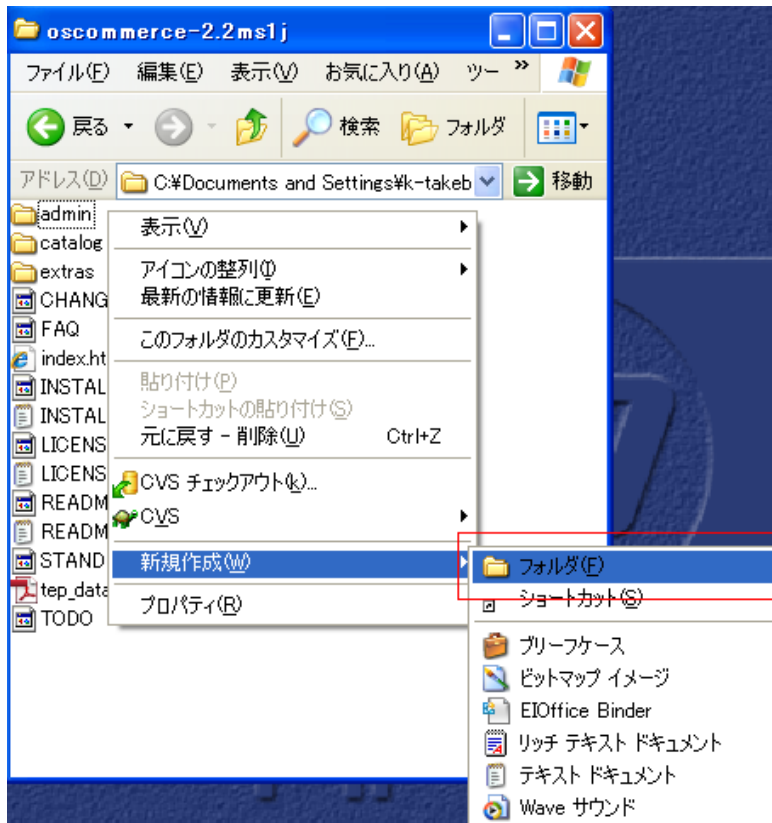 oscommerce-2.2ms1j
ファイル(F) 編集(E) 表示(V) お気に入り(A) ツー »
戻る 検索 フォルダ
アドレス(D) C:¥Documents and Settings¥k-takeb 移動
admin
catalog
extras
CHANG
FAQ
index.ht
INSTAL
INSTAL
LICENS
LICENS
READM
READM
STAND
tep_data
TODO
表示(V)
アイコンの整列(I)
最新の情報に更新(E)
このフォルダのカスタマイズ(F)...
貼り付け(P)
ショートカットの貼り付け(S)
元に戻す - 削除(U) Ctrl+Z
CVS チェックアウト(k)...
CVS
新規作成(W)
プロパティ(R)
フォルダ(F)
ショートカット(S)
ブリーフケース
ビットマップ イメージ
EIOffice Binder
リッチ テキスト ドキュメント
テキスト ドキュメント
Wave サウンド